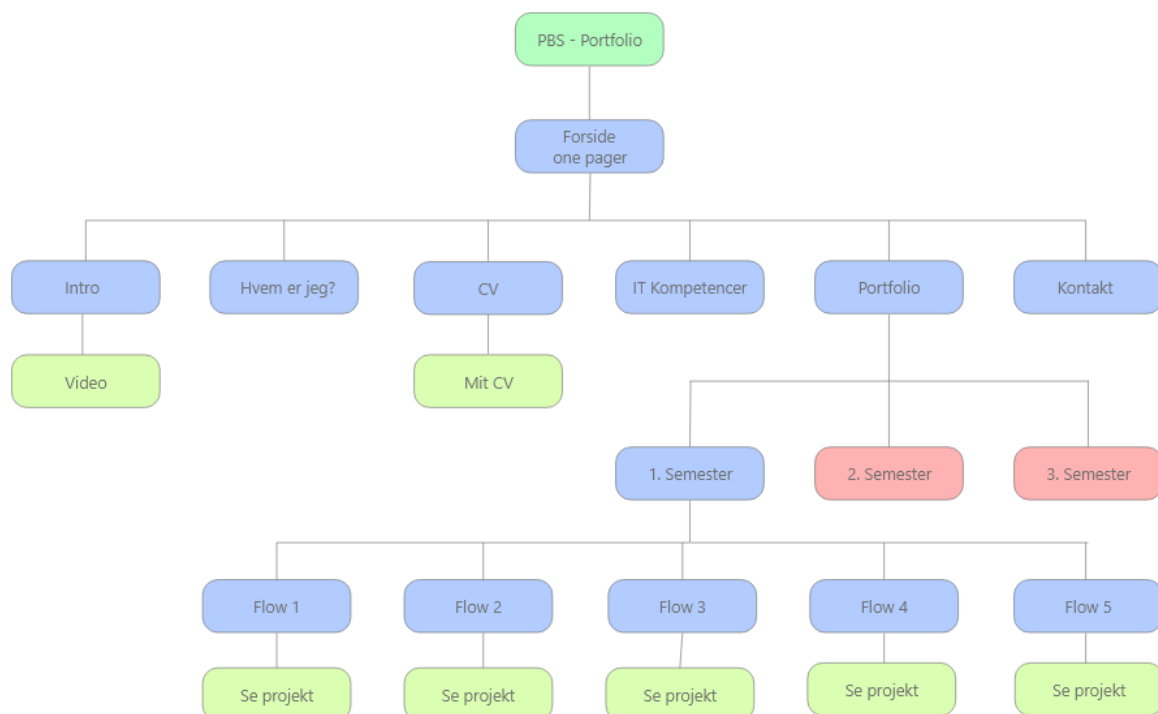 PBS - Portfolio
Forside
one pager
Intro
Hvem er jeg?
CV
IT Kompetencer
Portfolio
Kontakt
Video
Mit CV
1. Semester
2. Semester
3. Semester
Flow 1
Flow 2
Flow 3
Flow 4
Flow 5
Se projekt
Se projekt
Se projekt
Se projekt
Se projekt